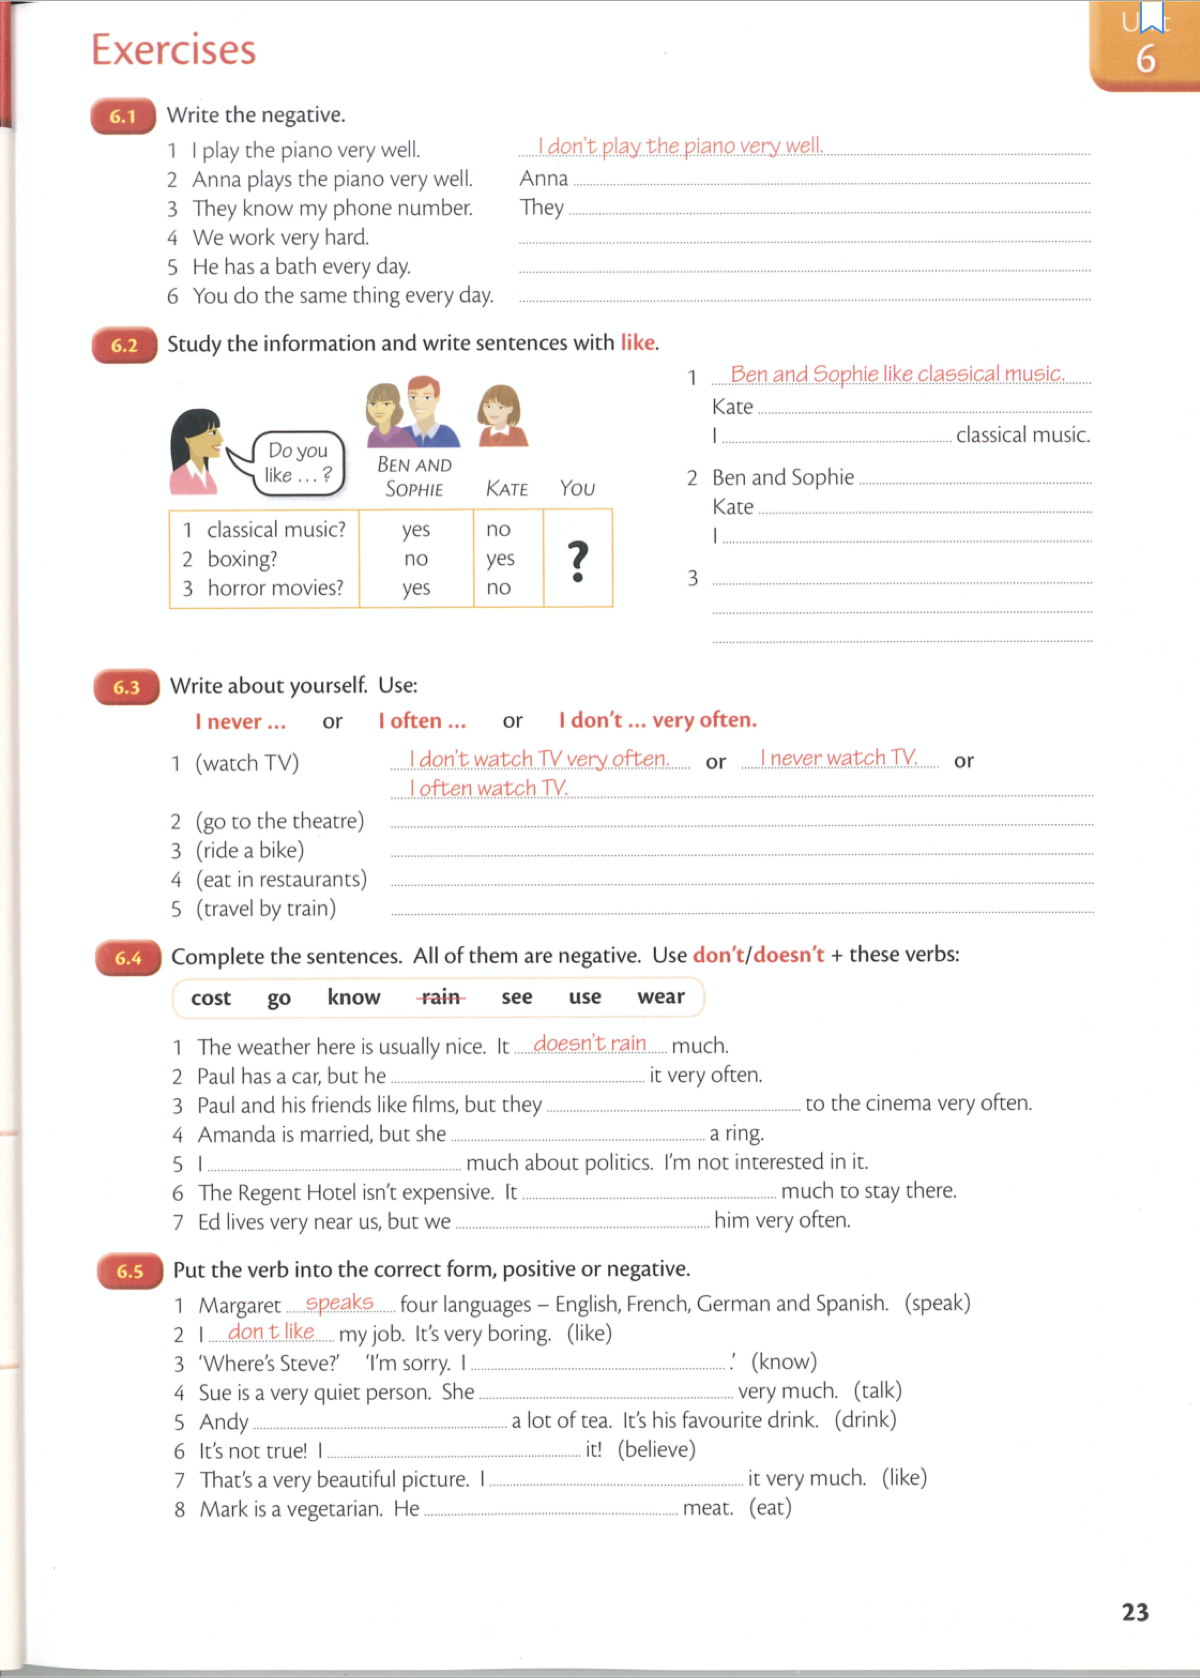 Exercises
Unit
6
6.1 Write the negative.
1 I play the piano very well. I don't play the piano very well.
2 Anna plays the piano very well. Anna
3 They know my phone number. They
4 We work very hard.
5 He has a bath every day.
6 You do the same thing every day.
6.2 Study the information and write sentences with like.
Do you
like ... ?
BEN AND
SOPHIE KATE YOU
1 classical music? yes no
2 boxing? no yes
3 horror movies? yes no
?
1 Ben and Sophie like classical music.
Kate
I classical music.
2 Ben and Sophie
Kate
I
3
6.3 Write about yourself. Use:
I never ... or I often ... or I don't ... very often.
1 (watch TV) I don't watch TV very often. or I never watch TV. or
I often watch TV.
2 (go to the theatre)
3 (ride a bike)
4 (eat in restaurants)
5 (travel by train)
6.4 Complete the sentences. All of them are negative. Use don't/doesn't + these verbs:
cost go know rain see use wear
1 The weather here is usually nice. It doesn't rain much.
2 Paul has a car, but he it very often.
3 Paul and his friends like films, but they to the cinema very often.
4 Amanda is married, but she a ring.
5 I much about politics. I'm not interested in it.
6 The Regent Hotel isn't expensive. It much to stay there.
7 Ed lives very near us, but we him very often.
6.5 Put the verb into the correct form, positive or negative.
1 Margaret speaks four languages – English, French, German and Spanish. (speak)
2 I don t like my job. It's very boring. (like)
3 'Where's Steve?' 'I'm sorry. I .' (know)
4 Sue is a very quiet person. She very much. (talk)
5 Andy a lot of tea. It's his favourite drink. (drink)
6 It's not true! I it! (believe)
7 That's a very beautiful picture. I it very much. (like)
8 Mark is a vegetarian. He meat. (eat)
23